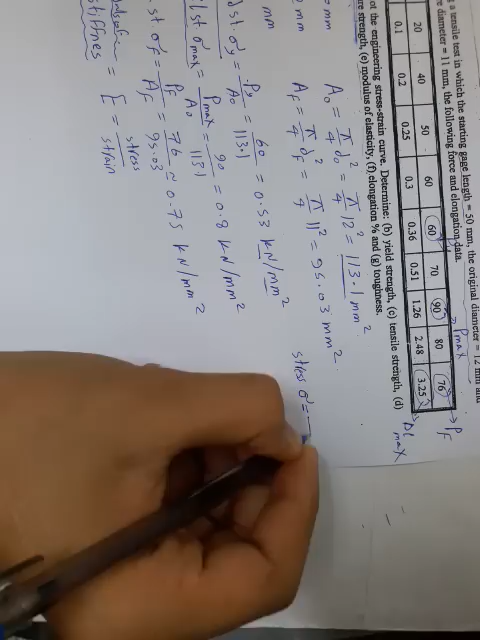 g a tensile test in which the starting gage length = 50 mm, the original diameter = 12 mm and
re diameter = 11 mm, the following force and elongation data.
Pmax
PF
20 40 50 60 60 70 90 80 76
0.1 0.2 0.25 0.3 0.36 0.51 1.26 2.48 3.25
max
of the engineering stress-strain curve. Determine: (b) yield strength, (c) tensile strength, (d)
re strength, (e) modulus of elasticity, (f) elongation % and (g) toughness.
mm A₀ = π/4 d₀² = π/4 12² = 113.1 mm².
mm AF = π/4 dF² = π/4 11² = 95.03 mm².
mm
st. σy = Py/A₀ = 60/113.1 = 0.53 kN/mm²
st σmax = Pmax/A₀ = 90/113.1 = 0.8 kN/mm²
st σF = PF/AF = 76/95.03 ≈ 0.75 kN/mm²
= E = stress/strain
stiffnes
stress σ =